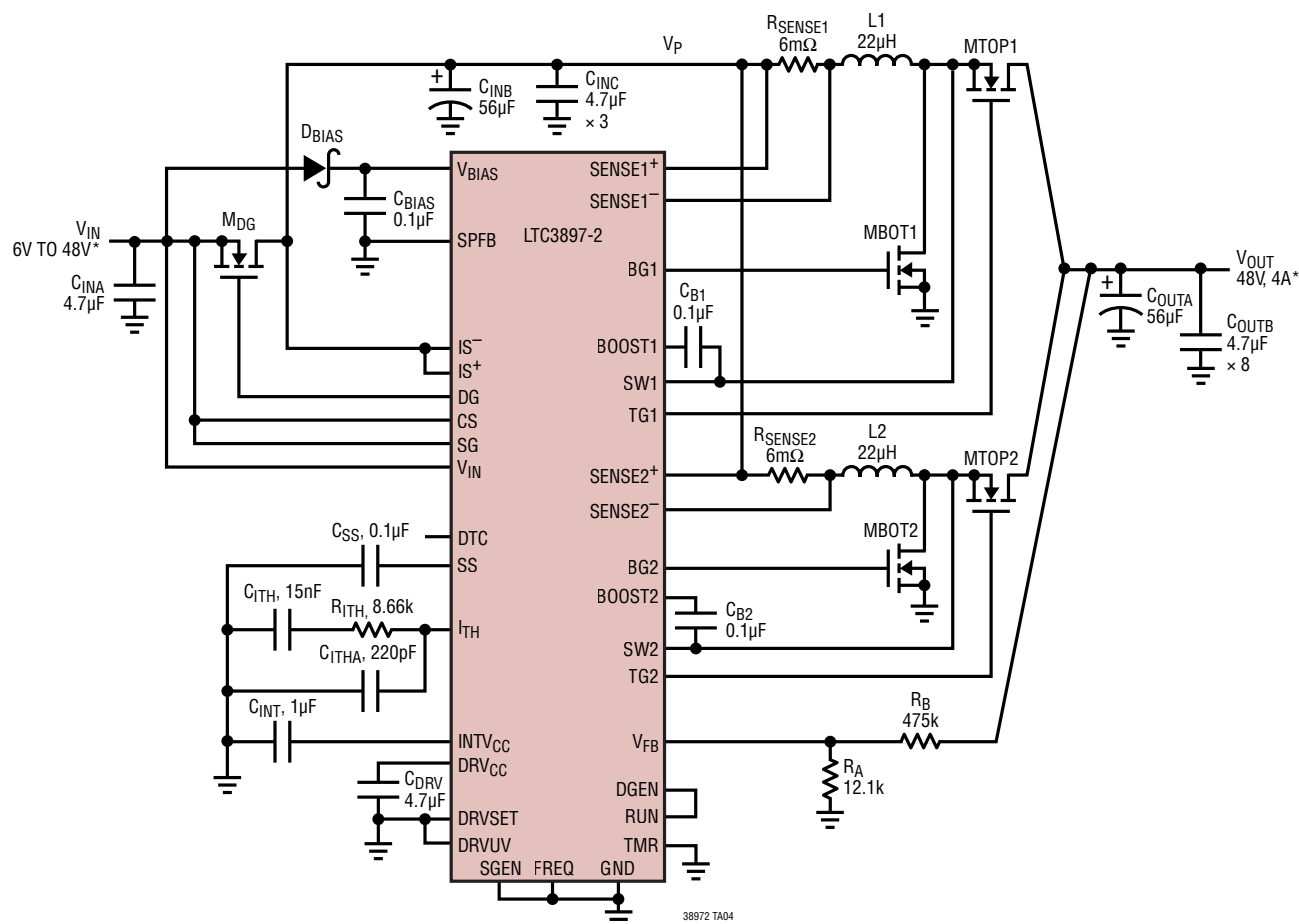 V_P
R_SENSE1
6mΩ
L1
22µH
MTOP1
+
C_INB
56µF
C_INC
4.7µF
× 3
D_BIAS
C_BIAS
0.1µF
V_IN
6V TO 48V*
C_INA
4.7µF
M_DG
LTC3897-2
V_BIAS
SPFB
IS⁻
IS⁺
DG
CS
SG
V_IN
DTC
SS
I_TH
INTV_CC
DRV_CC
DRVSET
DRVUV
SGEN FREQ GND
SENSE1⁺
SENSE1⁻
BG1
BOOST1
SW1
TG1
SENSE2⁺
SENSE2⁻
BG2
BOOST2
SW2
TG2
V_FB
DGEN
RUN
TMR
MBOT1
C_B1
0.1µF
R_SENSE2
6mΩ
L2
22µH
MTOP2
MBOT2
C_B2
0.1µF
V_OUT
48V, 4A*
+
C_OUTA
56µF
C_OUTB
4.7µF
× 8
R_B
475k
R_A
12.1k
C_SS, 0.1µF
C_ITH, 15nF
R_ITH, 8.66k
C_ITHA, 220pF
C_INT, 1µF
C_DRV
4.7µF
38972 TA04